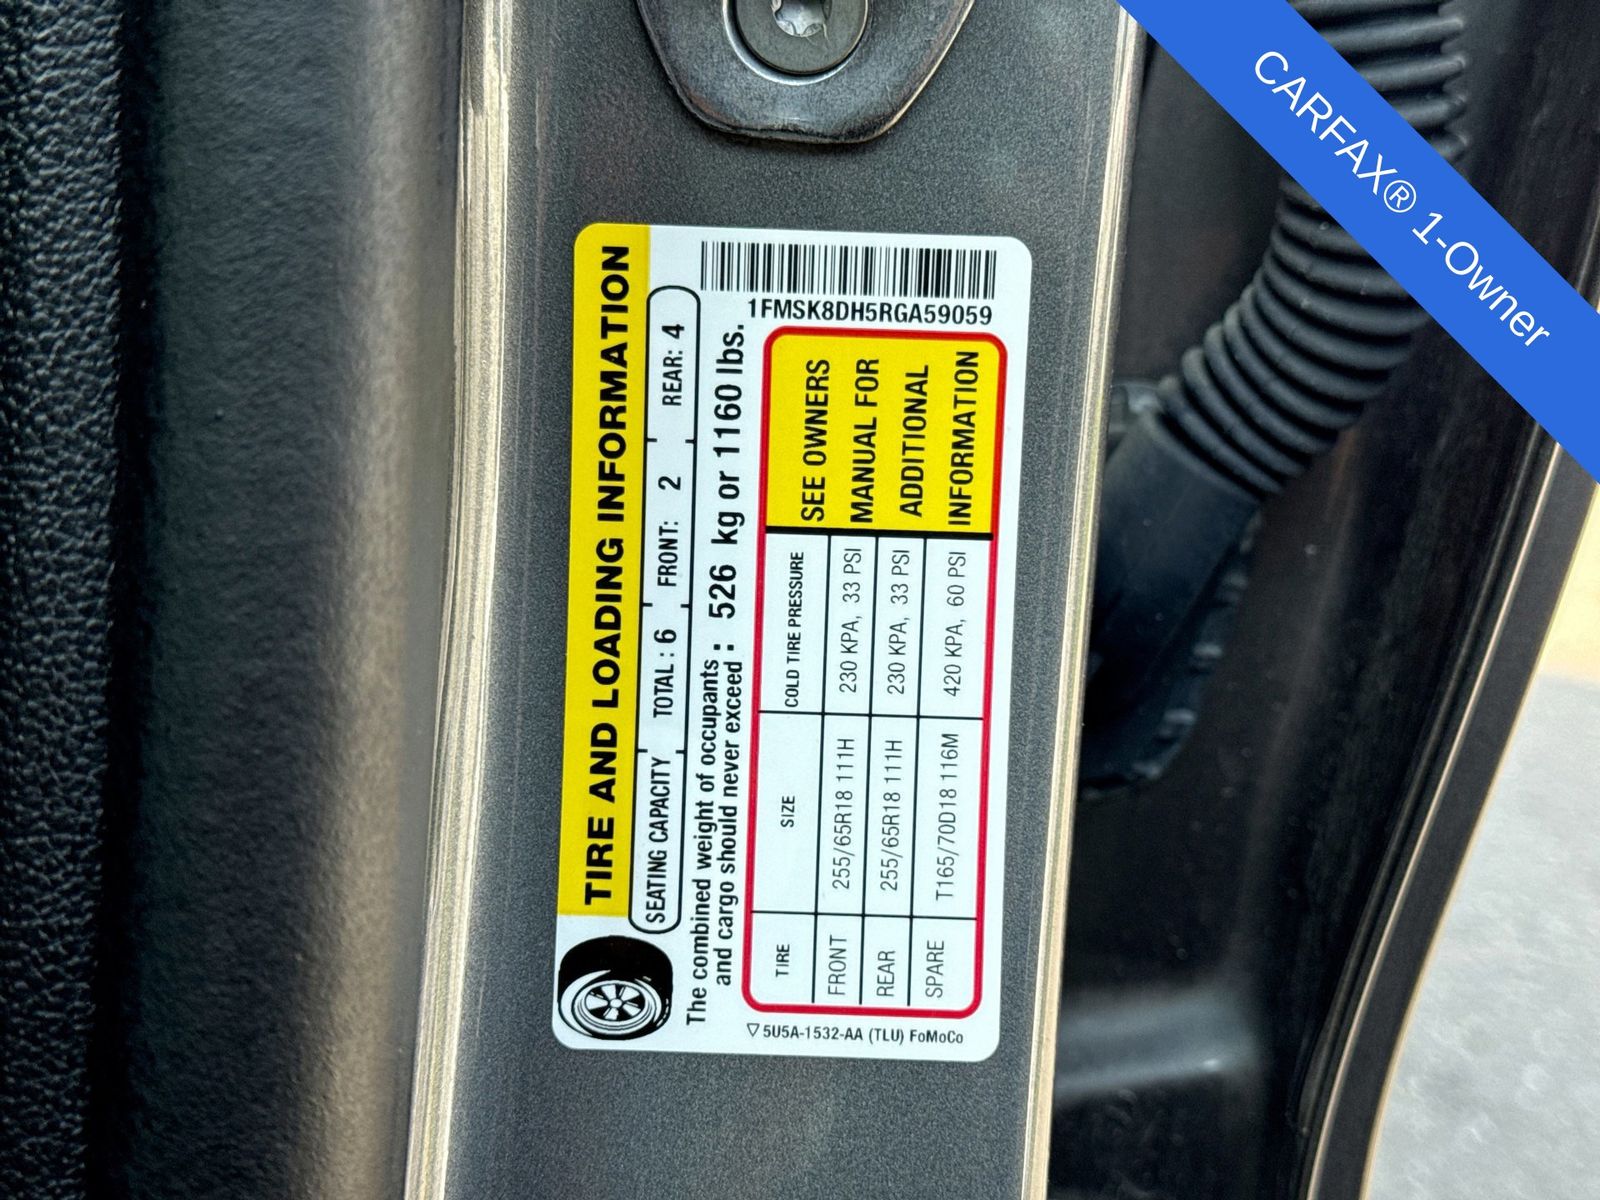 CARFAX® 1-Owner
1FMSK8DH5RGA59059
TIRE AND LOADING INFORMATION
SEATING CAPACITY TOTAL : 6 FRONT: 2 REAR: 4
The combined weight of occupants
and cargo should never exceed : 526 kg or 1160 lbs.
TIRE SIZE COLD TIRE PRESSURE
FRONT 255/65R18 111H 230 KPA, 33 PSI
REAR 255/65R18 111H 230 KPA, 33 PSI
SPARE T165/70D18 116M 420 KPA, 60 PSI
SEE OWNERS
MANUAL FOR
ADDITIONAL
INFORMATION
5U5A-1532-AA (TLU) FoMoCo